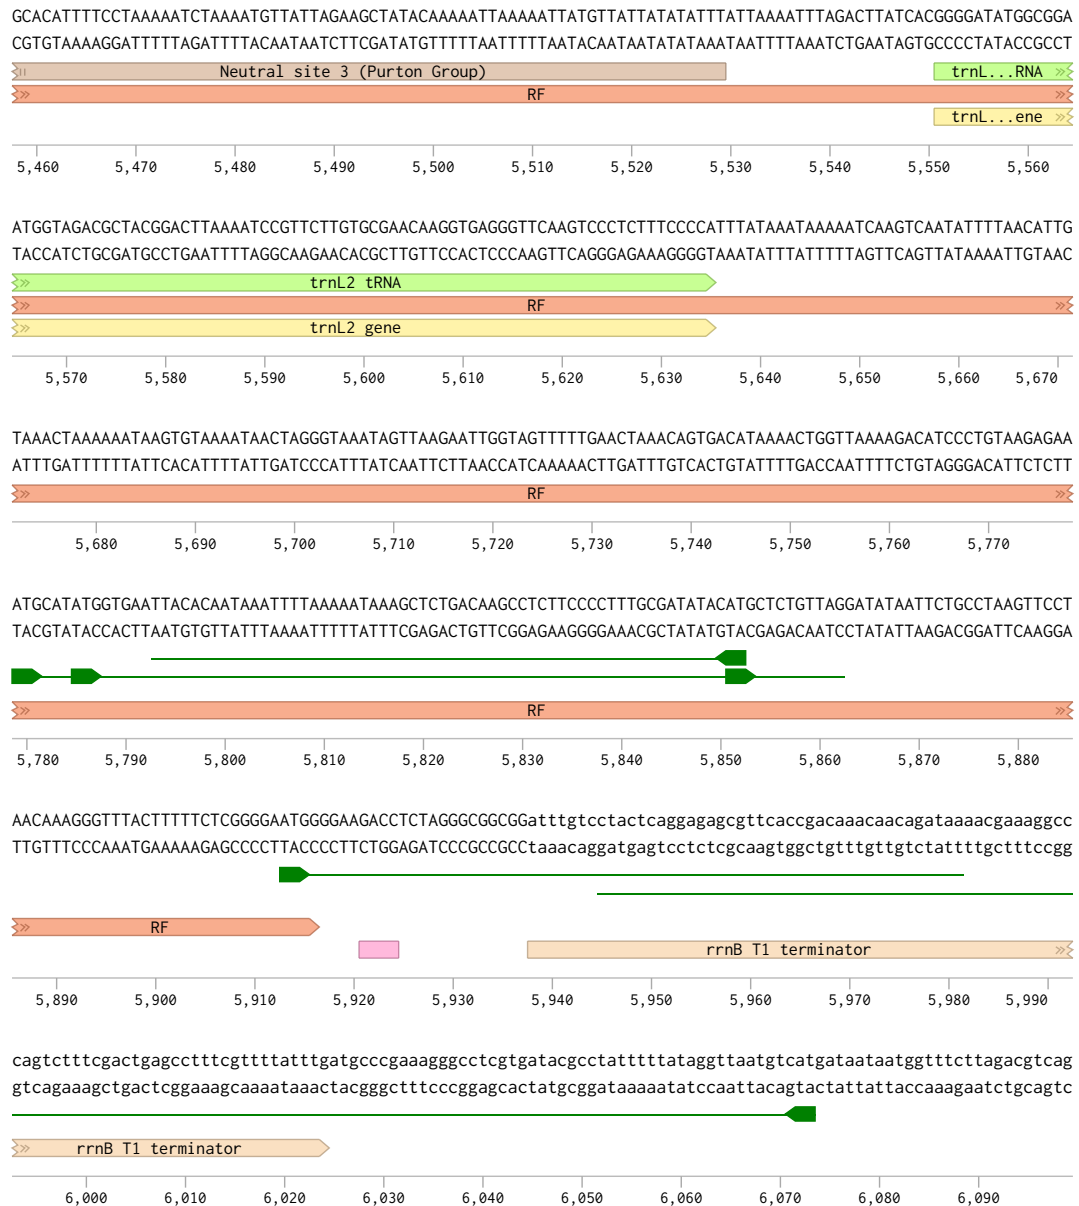 GCACATTTTCCTAAAAATCTAAAATGTTATTAGAAGCTATACAAAAATTAAAAATTATGTTATTATATATTTATTAAAATTTAGACTTATCACGGGGATATGGCGGA
CGTGTAAAAGGATTTTTAGATTTTACAATAATCTTCGATATGTTTTTAATTTTTAATACAATAATATATAAATAATTTTAAATCTGAATAGTGCCCCTATACCGCCT
Neutral site 3 (Purton Group)
trnL...RNA
RF
trnL...ene
5,460 5,470 5,480 5,490 5,500 5,510 5,520 5,530 5,540 5,550 5,560
ATGGTAGACGCTACGGACTTAAAATCCGTTCTTGTGCGAACAAGGTGAGGGTTCAAGTCCCTCTTTCCCCATTTATAAATAAAAATCAAGTCAATATTTTAACATTG
TACCATCTGCGATGCCTGAATTTTAGGCAAGAACACGCTTGTTCCACTCCCAAGTTCAGGGAGAAAGGGGTAAATATTTATTTTTAGTTCAGTTATAAAATTGTAAC
trnL2 tRNA
RF
trnL2 gene
5,570 5,580 5,590 5,600 5,610 5,620 5,630 5,640 5,650 5,660 5,670
TAAACTAAAAAATAAGTGTAAAATAACTAGGGTAAATAGTTAAGAATTGGTAGTTTTTGAACTAAACAGTGACATAAAACTGGTTAAAAGACATCCCTGTAAGAGAA
ATTTGATTTTTTATTCACATTTTATTGATCCCATTTATCAATTCTTAACCATCAAAAACTTGATTTGTCACTGTATTTTGACCAATTTTCTGTAGGGACATTCTCTT
RF
5,680 5,690 5,700 5,710 5,720 5,730 5,740 5,750 5,760 5,770
ATGCATATGGTGAATTACACAATAAATTTTAAAAATAAAGCTCTGACAAGCCTCTTCCCCTTTGCGATATACATGCTCTGTTAGGATATAATTCTGCCTAAGTTCCT
TACGTATACCACTTAATGTGTTATTTAAAATTTTTATTTCGAGACTGTTCGGAGAAGGGGAAACGCTATATGTACGAGACAATCCTATATTAAGACGGATTCAAGGA
RF
5,780 5,790 5,800 5,810 5,820 5,830 5,840 5,850 5,860 5,870 5,880
AACAAAGGGTTTACTTTTTCTCGGGGAATGGGGAAGACCTCTAGGGCGGCGGatttgtcctactcaggagagcgttcaccgacaaacaacagataaaacgaaaggcc
TTGTTTCCCAAATGAAAAAGAGCCCCTTACCCCTTCTGGAGATCCCGCCGCCtaaacaggatgagtcctctcgcaagtggctgtttgttgtctattttgctttccgg
RF
rrnB T1 terminator
5,890 5,900 5,910 5,920 5,930 5,940 5,950 5,960 5,970 5,980 5,990
cagtctttcgactgagcctttcgttttatttgatgcccgaaagggcctcgtgatacgcctatttttataggttaatgtcatgataataatggtttcttagacgtcag
gtcagaaagctgactcggaaagcaaaataaactacgggctttcccggagcactatgcggataaaaatatccaattacagtactattattaccaaagaatctgcagtc
rrnB T1 terminator
6,000 6,010 6,020 6,030 6,040 6,050 6,060 6,070 6,080 6,090